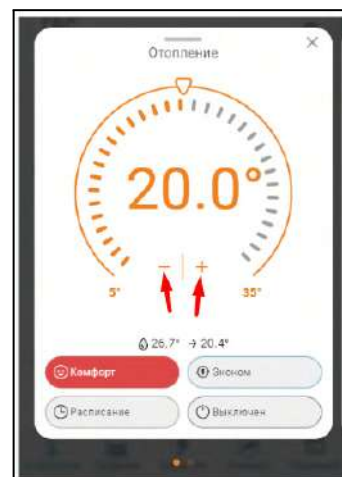 Отопление
20.0°
− +
5° 35°
26.7° → 20.4°
Комфорт Эконом
Расписание Выключен